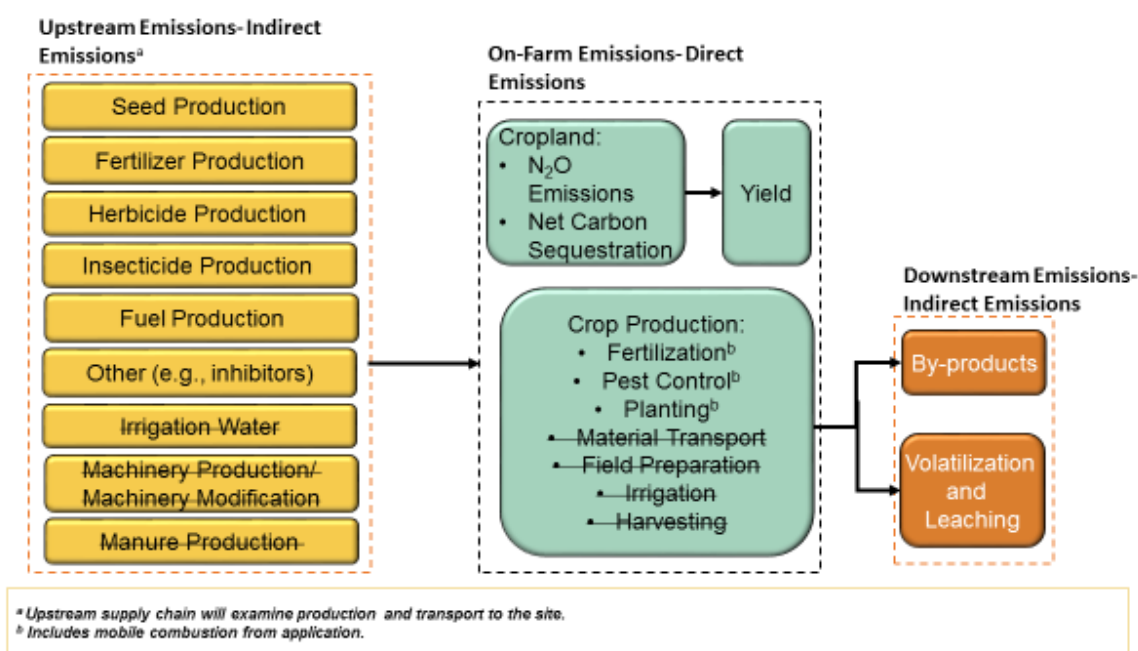 Upstream Emissions- Indirect
Emissionsᵃ
Seed Production
Fertilizer Production
Herbicide Production
Insecticide Production
Fuel Production
Other (e.g., inhibitors)
Irrigation Water
Machinery Production/
Machinery Modification
Manure Production
On-Farm Emissions- Direct
Emissions
Cropland:
• N₂O
Emissions
• Net Carbon
Sequestration
Yield
Crop Production:
• Fertilizationᵇ
• Pest Controlᵇ
• Plantingᵇ
• Material Transport
• Field Preparation
• Irrigation
• Harvesting
Downstream Emissions-
Indirect Emissions
By-products
Volatilization
and
Leaching
ᵃ Upstream supply chain will examine production and transport to the site.
ᵇ Includes mobile combustion from application.